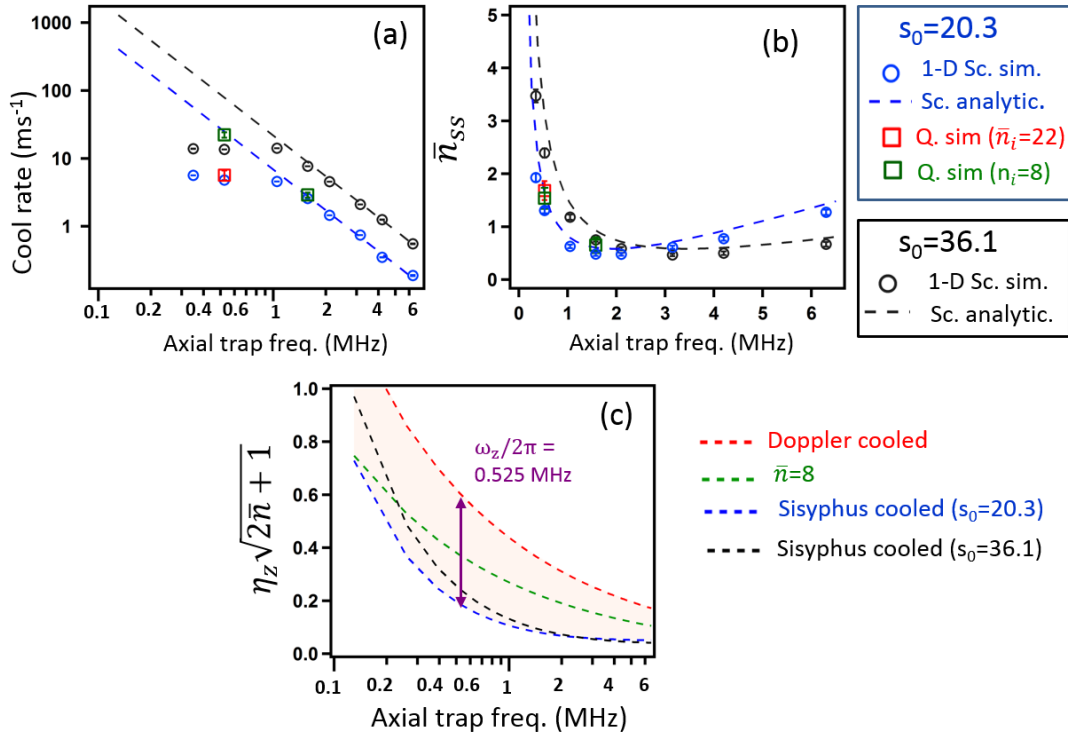 (a)
Cool rate (ms⁻¹)
1000
100
10
1
0.1 0.2 0.4 0.6 1 2 4 6
Axial trap freq. (MHz)
(b)
n̄ss
5
4
3
2
1
0
0 1 2 3 4 5 6
Axial trap freq. (MHz)
s₀=20.3
1-D Sc. sim.
Sc. analytic.
Q. sim (n̄ᵢ=22)
Q. sim (nᵢ=8)
s₀=36.1
1-D Sc. sim.
Sc. analytic.
(c)
η_z√(2n̄ + 1)
1.0
0.8
0.6
0.4
0.2
0.0
ω_z/2π =
0.525 MHz
0.1 0.2 0.4 0.6 1 2 4 6
Axial trap freq. (MHz)
Doppler cooled
n̄=8
Sisyphus cooled (s₀=20.3)
Sisyphus cooled (s₀=36.1)